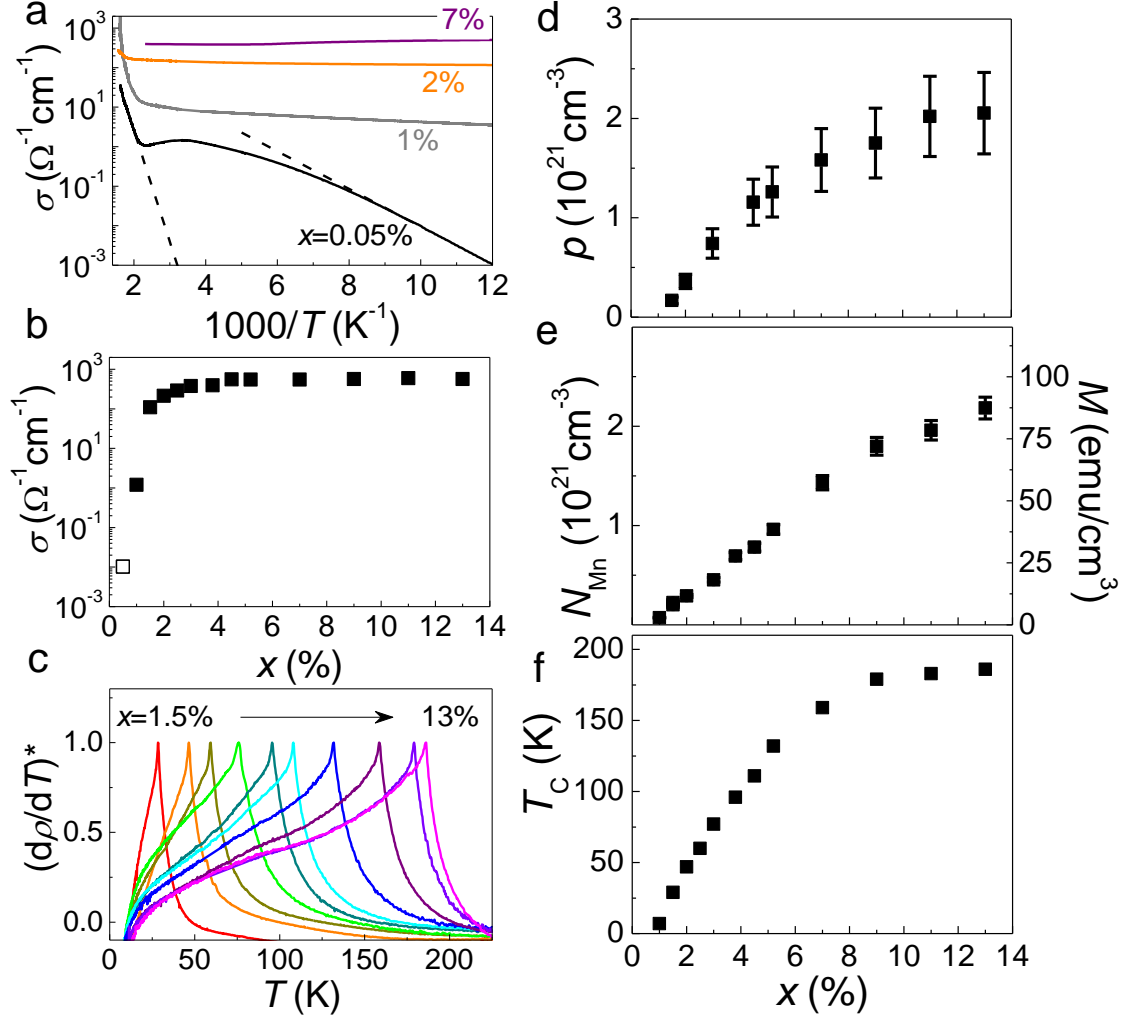 a
10³
10¹
10⁻¹
10⁻³
σ (Ω⁻¹cm⁻¹)
7%
2%
1%
x=0.05%
2 4 6 8 10 12
1000/T (K⁻¹)
b
10³
10¹
10⁻¹
10⁻³
σ (Ω⁻¹cm⁻¹)
0 2 4 6 8 10 12 14
x (%)
c
x=1.5% 13%
1.0
0.5
0.0
(dρ/dT)*
0 50 100 150 200
T (K)
d
3
2
1
0
p (10²¹cm⁻³)
e
2
1
N_Mn (10²¹cm⁻³)
100
75
50
25
0
M (emu/cm³)
f
200
150
100
50
0
T_C (K)
0 2 4 6 8 10 12 14
x (%)